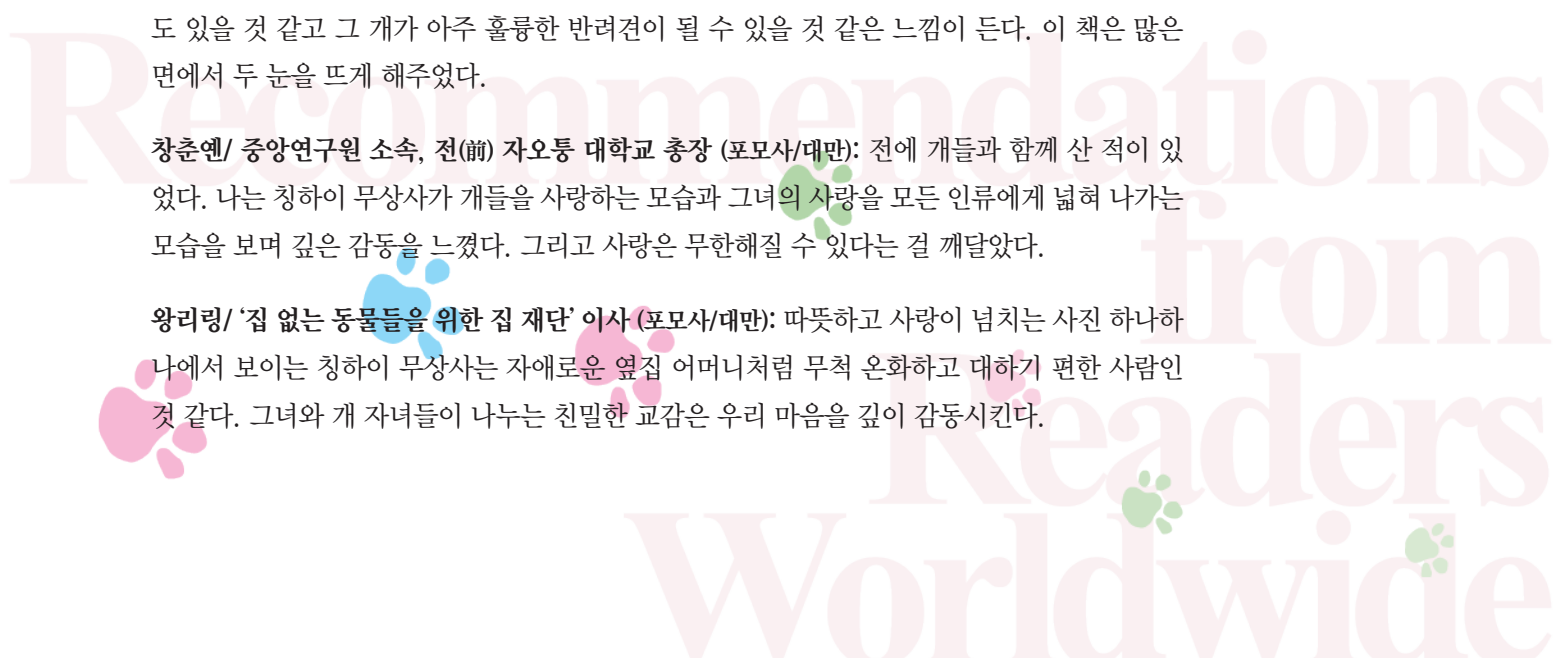 도 있을 것 같고 그 개가 아주 훌륭한 반려견이 될 수 있을 것 같은 느낌이 든다. 이 책은 많은
면에서 두 눈을 뜨게 해주었다.
창춘옌/ 중앙연구원 소속, 전(前) 자오퉁 대학교 총장 (포모사/대만): 전에 개들과 함께 산 적이 있
었다. 나는 칭하이 무상사가 개들을 사랑하는 모습과 그녀의 사랑을 모든 인류에게 넓혀 나가는
모습을 보며 깊은 감동을 느꼈다. 그리고 사랑은 무한해질 수 있다는 걸 깨달았다.
왕리링/ ‘집 없는 동물들을 위한 집 재단’ 이사 (포모사/대만): 따뜻하고 사랑이 넘치는 사진 하나하
나에서 보이는 칭하이 무상사는 자애로운 옆집 어머니처럼 무척 온화하고 대하기 편한 사람인
것 같다. 그녀와 개 자녀들이 나누는 친밀한 교감은 우리 마음을 깊이 감동시킨다.
Recommendations
from
Readers
Worldwide